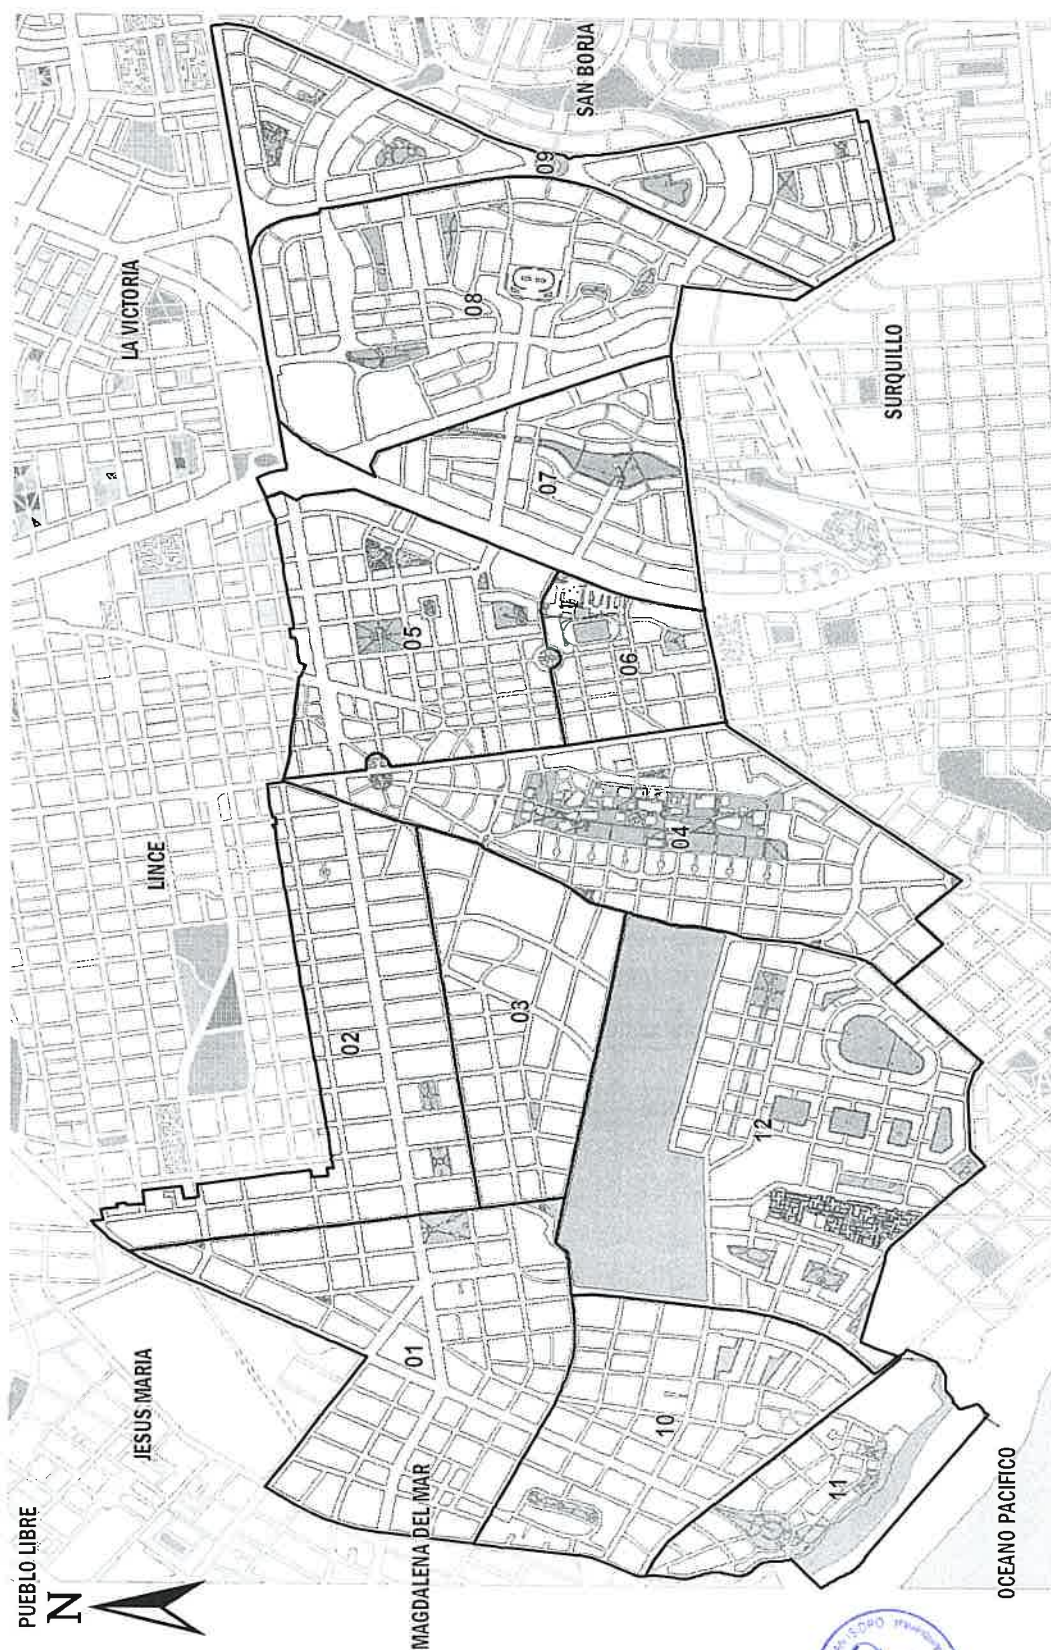 PUEBLO LIBRE
N
JESUS MARIA
LINCE
LA VICTORIA
SAN BORJA
MAGDALENA DEL MAR
01
02
03
04
05
06
07
08
09
10
11
12
SURQUILLO
OCEANO PACIFICO
ISIDRO